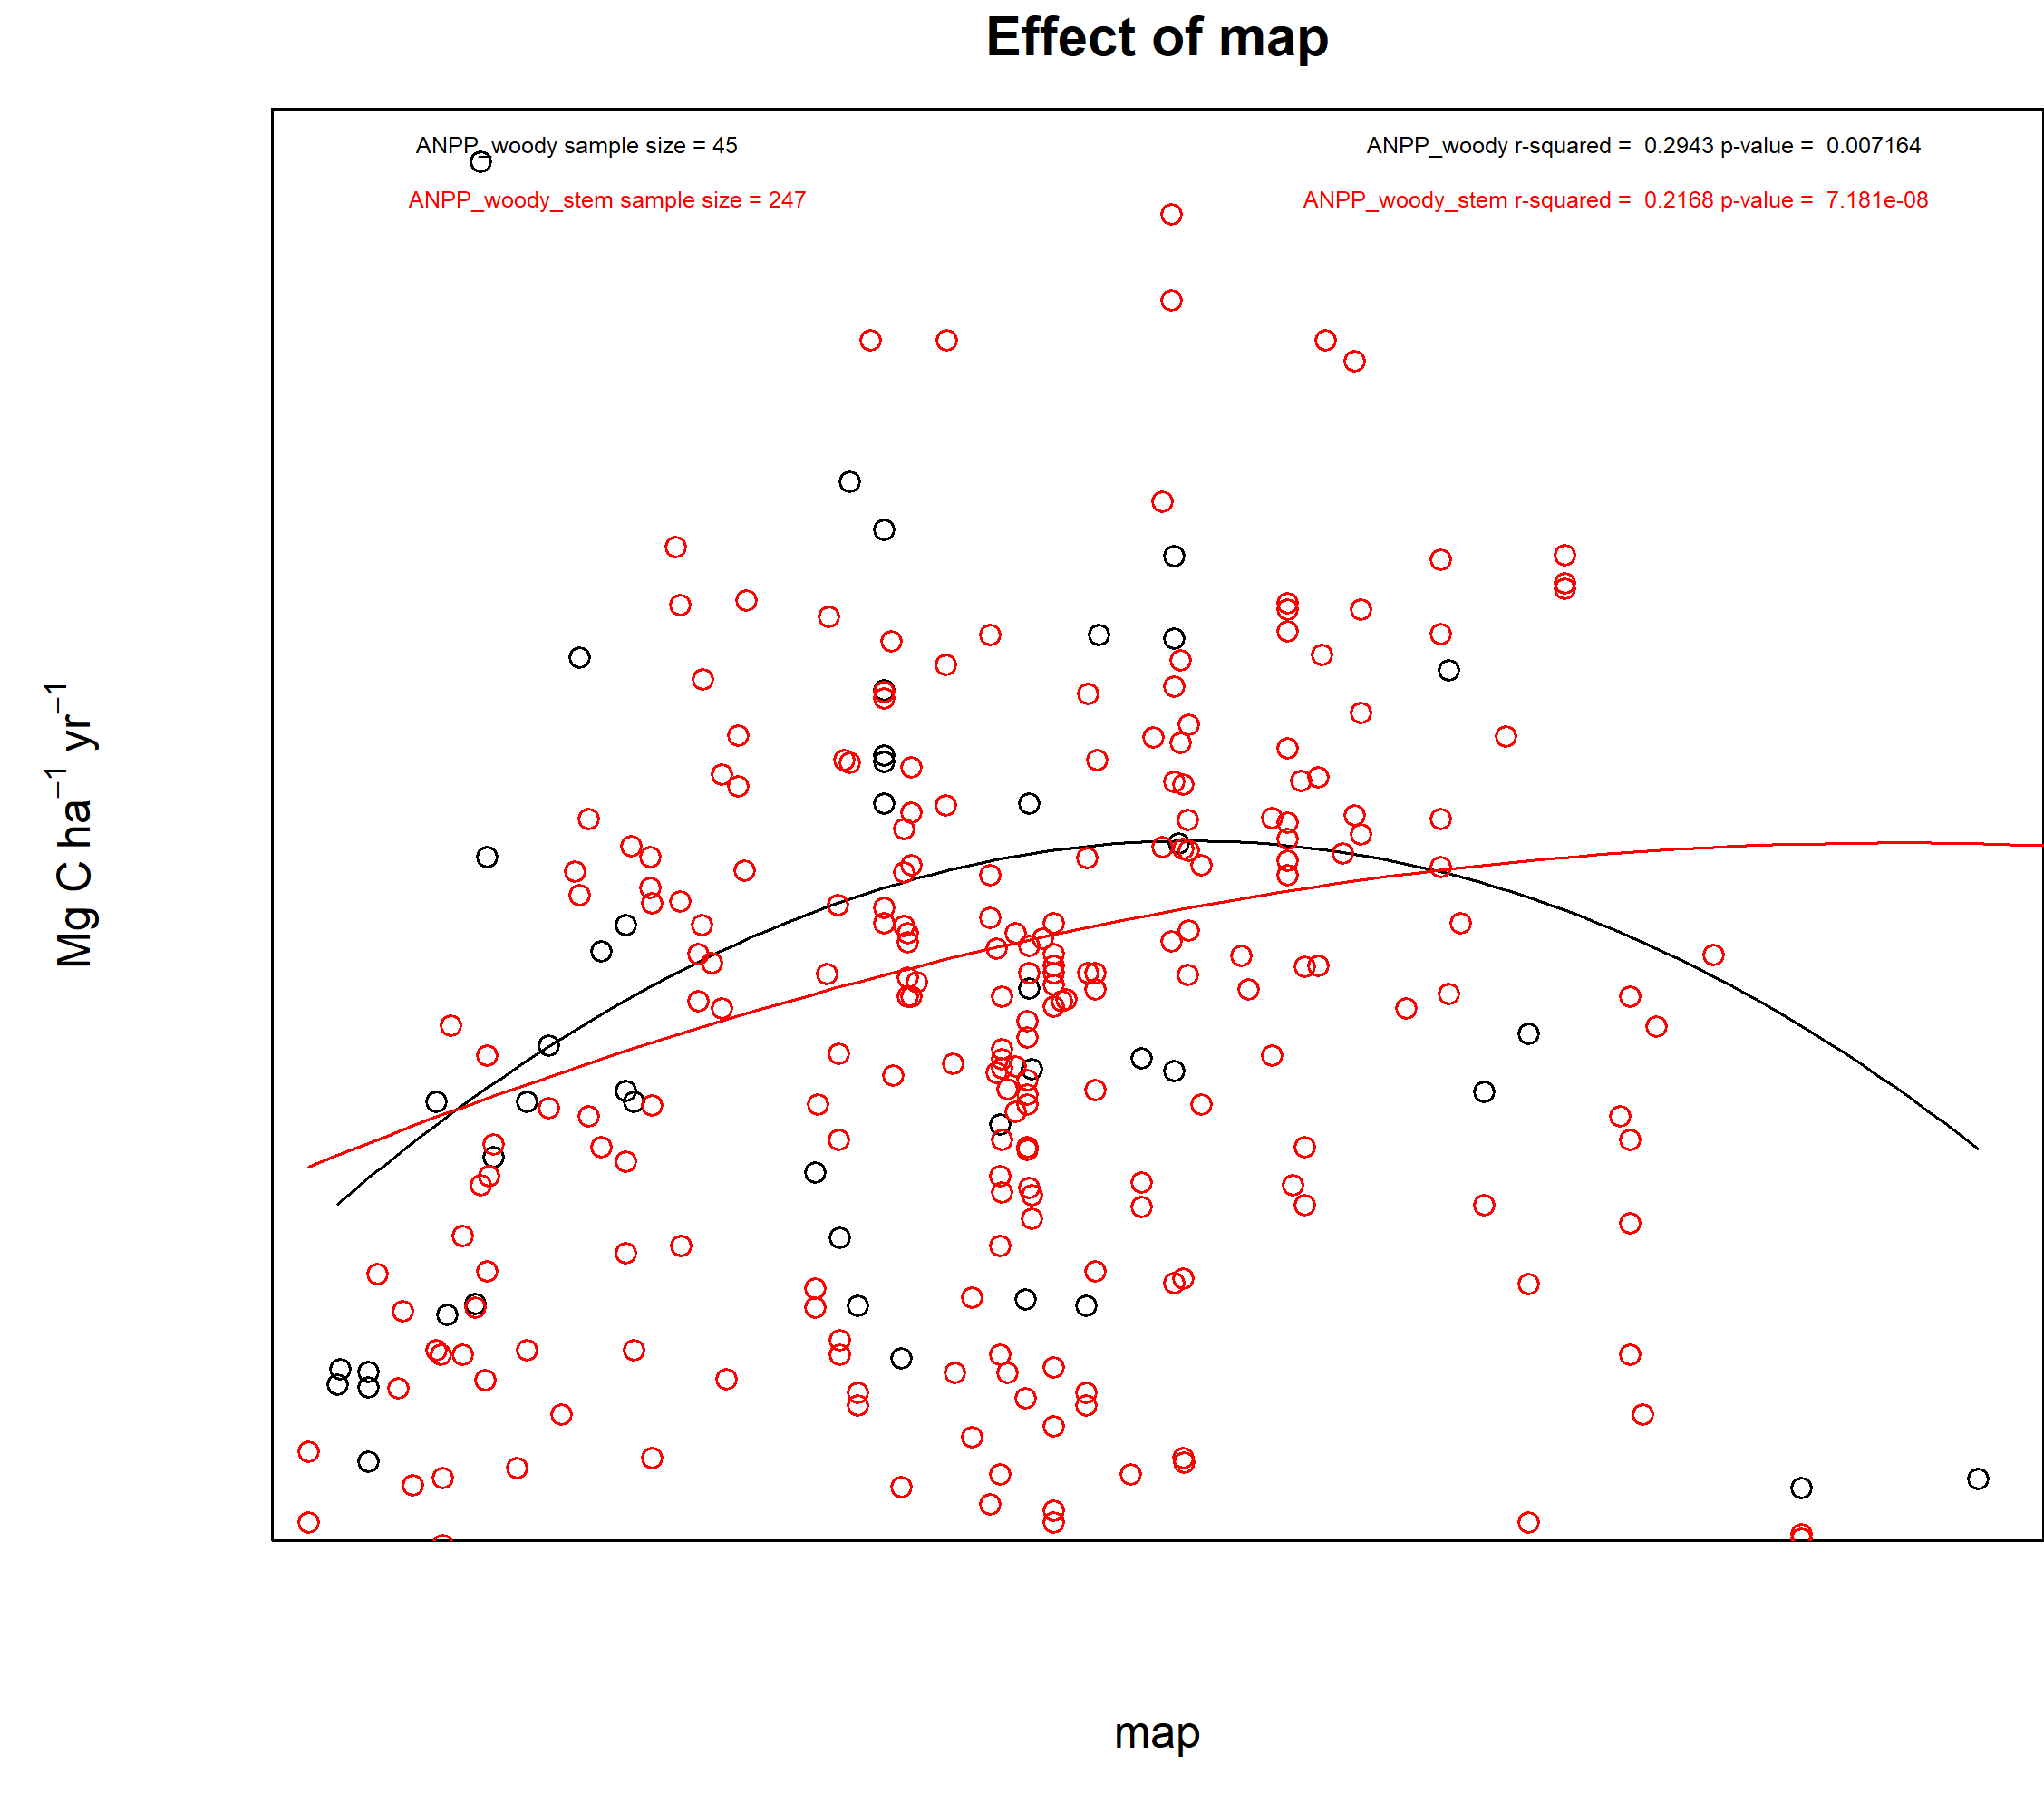 Effect of map
ANPP_woody sample size = 45
ANPP_woody r-squared = 0.2943 p-value = 0.007164
ANPP_woody_stem sample size = 247
ANPP_woody_stem r-squared = 0.2168 p-value = 7.181e-08
Mg C ha⁻¹ yr⁻¹
map